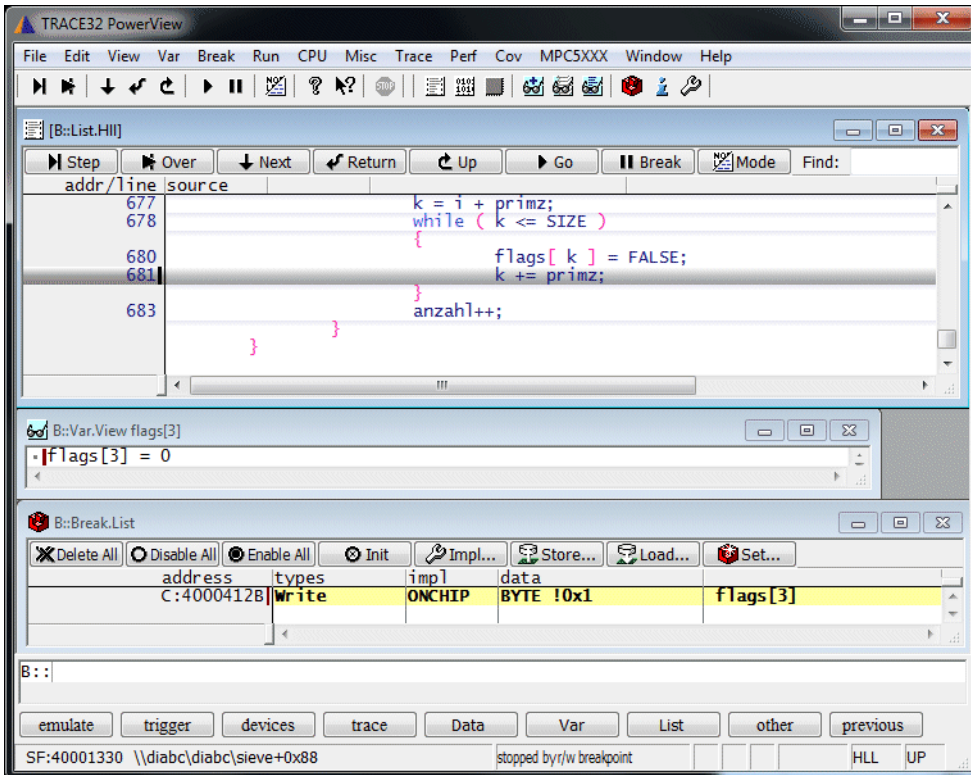 TRACE32 PowerView
File Edit View Var Break Run CPU Misc Trace Perf Cov MPC5XXX Window Help
[B::List.Hll]
Step Over Next Return Up Go Break Mode Find:
addr/line source
677 k = i + primz;
678 while ( k <= SIZE )
{
680 flags[ k ] = FALSE;
681 k += primz;
}
683 anzahl++;
}
}
B::Var.View flags[3]
flags[3] = 0
B::Break.List
Delete All Disable All Enable All Init Impl... Store... Load... Set...
address types impl data
C:4000412B Write ONCHIP BYTE !0x1 flags[3]
B::
emulate trigger devices trace Data Var List other previous
SF:40001330 \\diabc\diabc\sieve+0x88 stopped by r/w breakpoint HLL UP